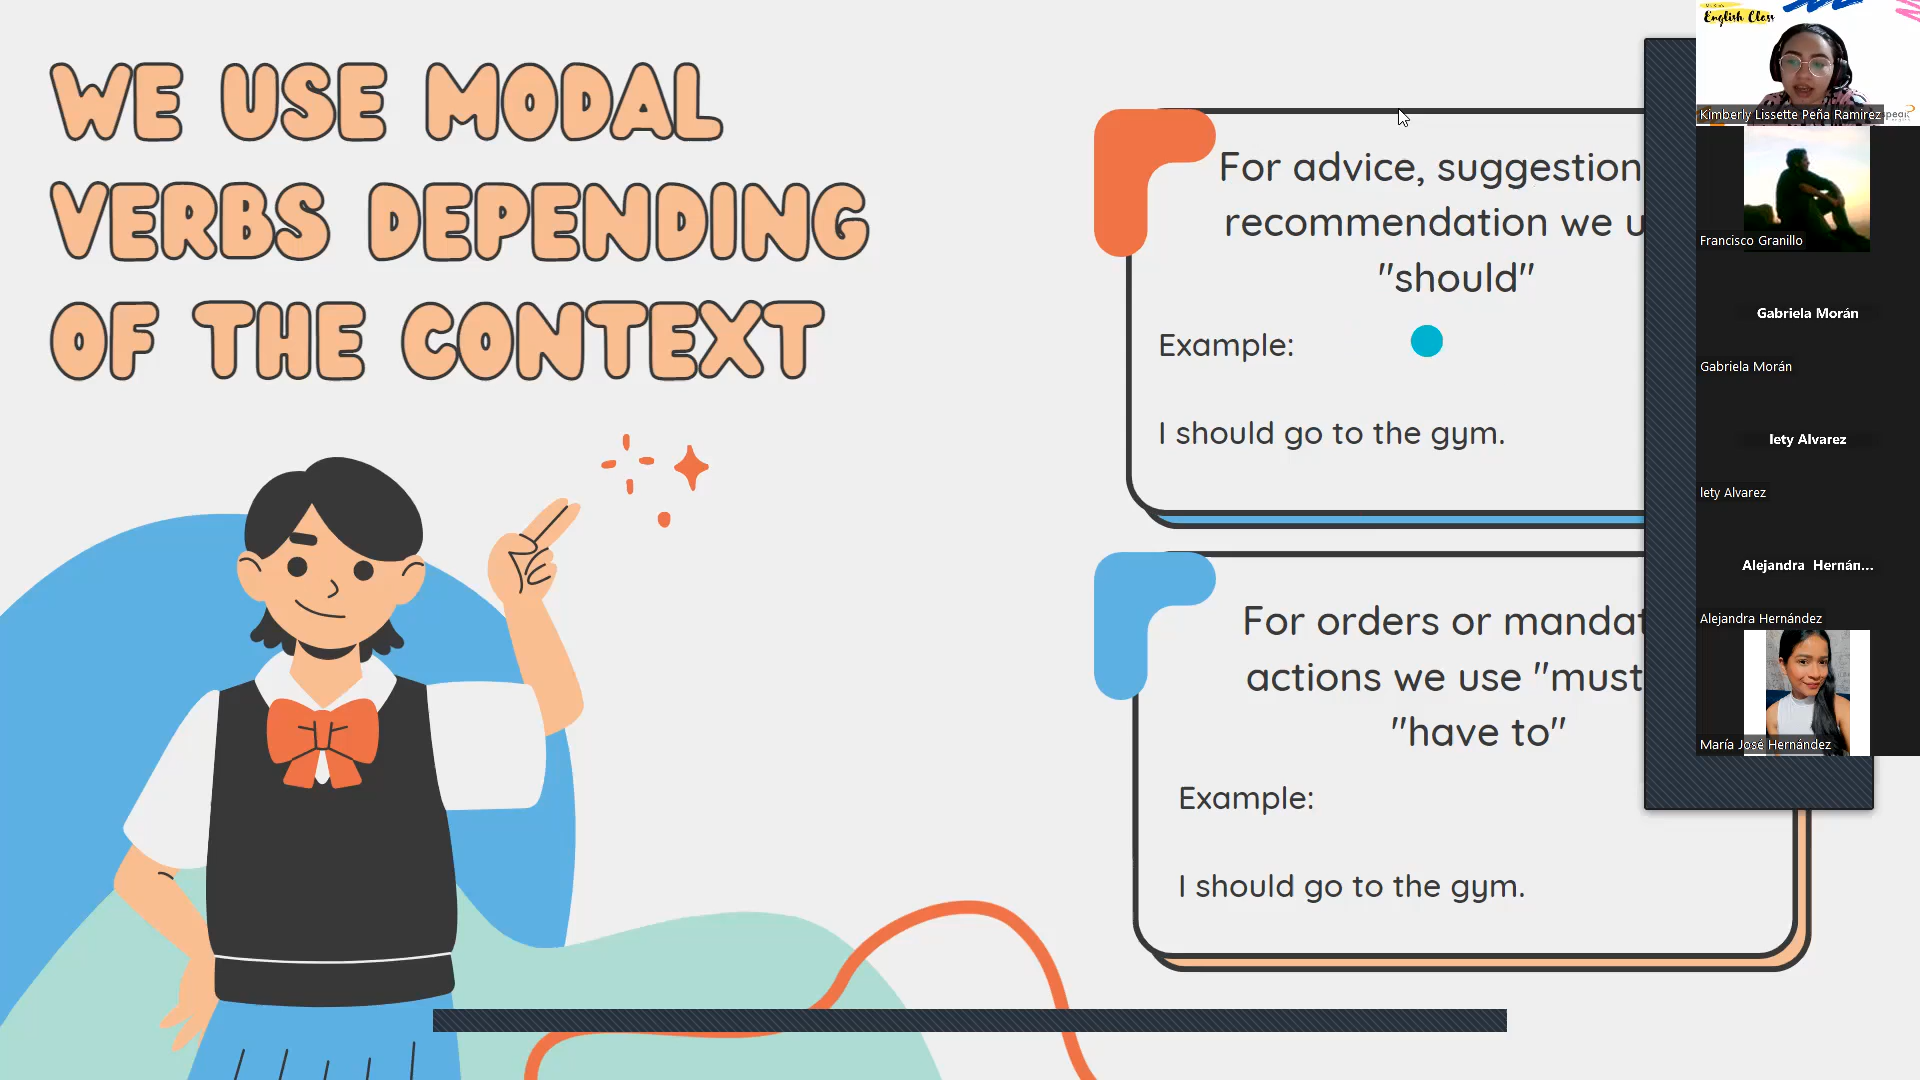 WE USE MODAL
VERBS DEPENDING
OF THE CONTEXT
For advice, suggestion
recommendation we u
"should"
Example:
I should go to the gym.
For orders or mandat
actions we use "must
"have to"
Example:
I should go to the gym.
English Class
Kimberly Lissette Peña Ramirez
speak
Francisco Granillo
Gabriela Morán
Gabriela Morán
lety Alvarez
lety Alvarez
Alejandra Hernán...
Alejandra Hernández
María José Hernández